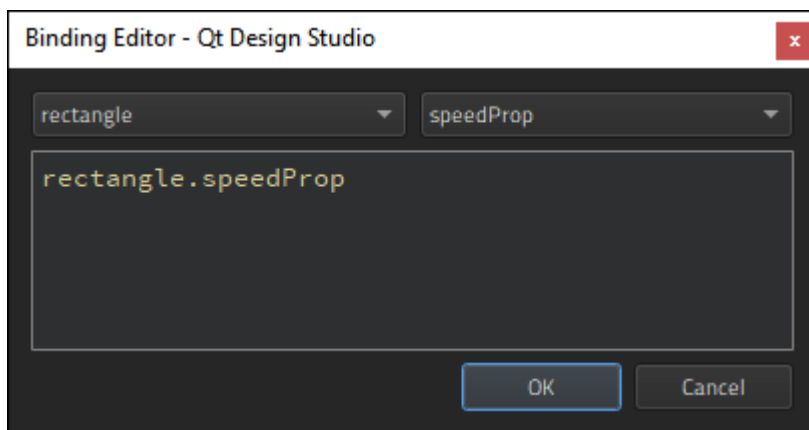 Binding Editor - Qt Design Studio
x
rectangle speedProp
rectangle.speedProp
OK Cancel